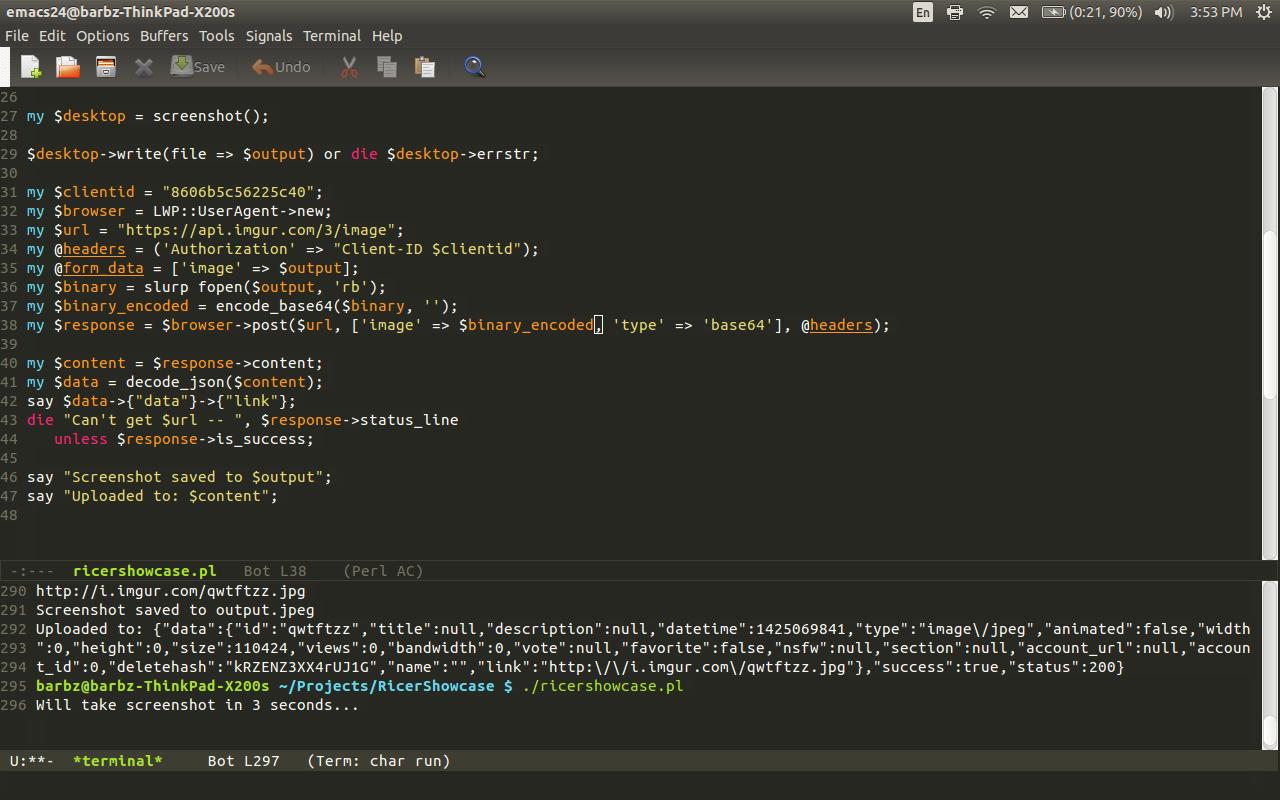 emacs24@barbz-ThinkPad-X200s En (0:21, 90%) 3:53 PM
File Edit Options Buffers Tools Signals Terminal Help
Save Undo
26
27 my $desktop = screenshot();
28
29 $desktop->write(file => $output) or die $desktop->errstr;
30
31 my $clientid = "8606b5c56225c40";
32 my $browser = LWP::UserAgent->new;
33 my $url = "https://api.imgur.com/3/image";
34 my @headers = ('Authorization' => "Client-ID $clientid");
35 my @form_data = ['image' => $output];
36 my $binary = slurp fopen($output, 'rb');
37 my $binary_encoded = encode_base64($binary, '');
38 my $response = $browser->post($url, ['image' => $binary_encoded, 'type' => 'base64'], @headers);
39
40 my $content = $response->content;
41 my $data = decode_json($content);
42 say $data->{"data"}->{"link"};
43 die "Can't get $url -- ", $response->status_line
44    unless $response->is_success;
45
46 say "Screenshot saved to $output";
47 say "Uploaded to: $content";
48
-:--- ricershowcase.pl Bot L38 (Perl AC)
290 http://i.imgur.com/qwtftzz.jpg
291 Screenshot saved to output.jpeg
292 Uploaded to: {"data":{"id":"qwtftzz","title":null,"description":null,"datetime":1425069841,"type":"image\/jpeg","animated":false,"width
293 ":0,"height":0,"size":110424,"views":0,"bandwidth":0,"vote":null,"favorite":false,"nsfw":null,"section":null,"account_url":null,"accoun
294 t_id":0,"deletehash":"kRZENZ3XX4rUJ1G","name":"","link":"http:\/\/i.imgur.com\/qwtftzz.jpg"},"success":true,"status":200}
295 barbz@barbz-ThinkPad-X200s ~/Projects/RicerShowcase $ ./ricershowcase.pl
296 Will take screenshot in 3 seconds...
U:**- *terminal* Bot L297 (Term: char run)